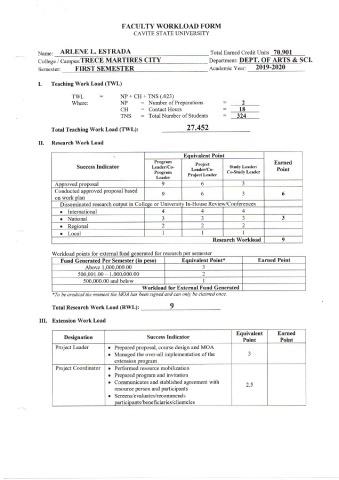 FACULTY WORKLOAD FORM
CAVITE STATE UNIVERSITY
Name: ARLENE L. ESTRADA Total Earned Credit Units 70.901
College / Campus: TRECE MARTIRES CITY Department: DEPT. OF ARTS & SCI.
Semester: FIRST SEMESTER Academic Year: 2019-2020
I. Teaching Work Load (TWL)
TWL = NP + CH + TNS (.023)
Where: NP = Number of Preparations = 2
CH = Contact Hours = 18
TNS = Total Number of Students = 324
Total Teaching Work Load (TWL): 27.452
II. Research Work Load
Success Indicator Equivalent Point Earned Point
Program Leader/Co-Program Leader Project Leader/Co-Project Leader Study Leader/Co-Study Leader
Approved proposal 9 6 3
Conducted approved proposal based on work plan 9 6 3 6
Disseminated research output in College or University In-House Review/Conferences
• International 4 4 4
• National 3 3 3 3
• Regional 2 2 2
• Local 1 1 1
Research Workload 9
Workload points for external fund generated for research per semester
Fund Generated Per Semester (in peso) Equivalent Point* Earned Point
Above 1,000,000.00 3
500,001.00 – 1,000,000.00 2
500,000.00 and below 1
Workload for External Fund Generated
*To be credited the moment the MOA has been signed and can only be claimed once.
Total Research Work Load (RWL): 9
III. Extension Work Load
Designation Success Indicator Equivalent Point Earned Point
Project Leader • Prepared proposal, course design and MOA
• Managed the over-all implementation of the extension program 3
Project Coordinator • Performed resource mobilization
• Prepared program and invitation
• Communicates and stablished agreement with resource person and participants
• Screens/evaluates/recommends participants/beneficiaries/clienteles 2.5